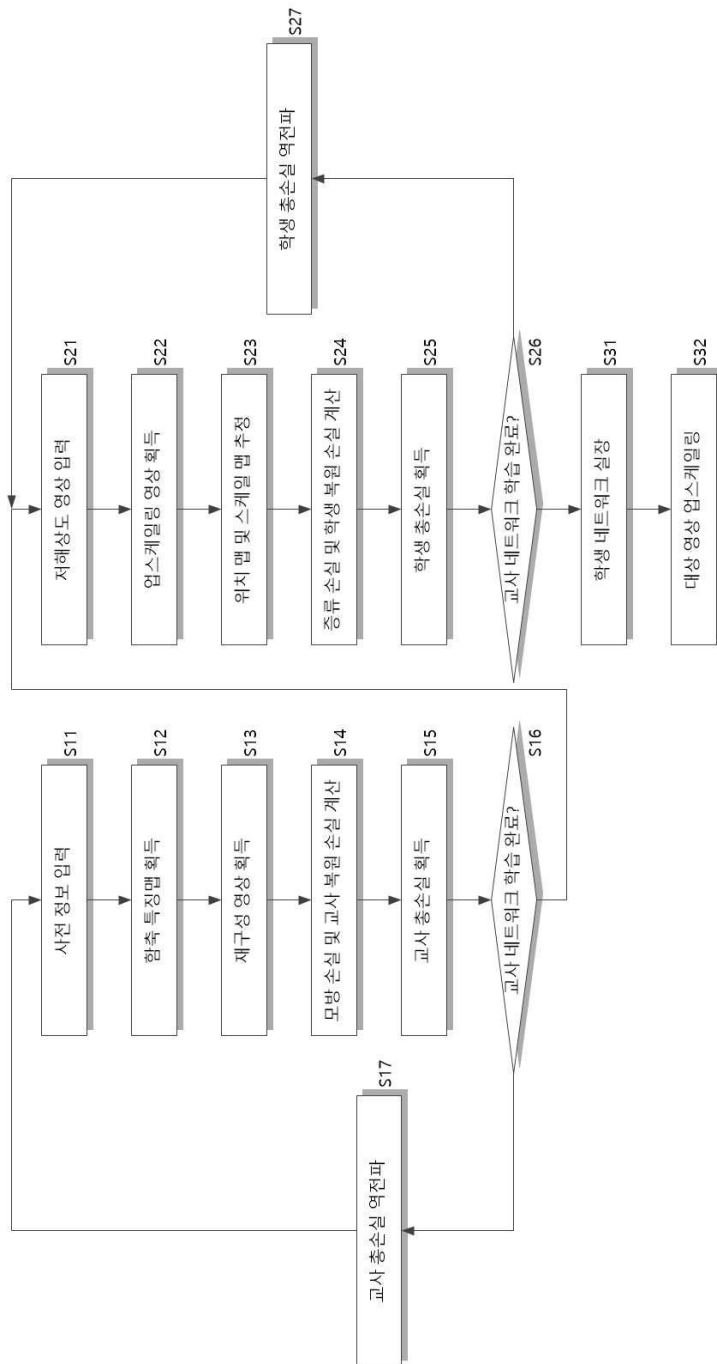 사전 정보 입력
S11
함축 특징맵 획득
S12
재구성 영상 획득
S13
모방 손실 및 교사 복원 손실 계산
S14
교사 총손실 획득
S15
교사 네트워크 학습 완료?
S16
교사 총손실 역전파
S17
저해상도 영상 입력
S21
업스케일링 영상 획득
S22
위치 맵 및 스케일 맵 추정
S23
증류 손실 및 학생 복원 손실 계산
S24
학생 총손실 획득
S25
교사 네트워크 학습 완료?
S26
학생 총손실 역전파
S27
학생 네트워크 실장
S31
대상 영상 업스케일링
S32